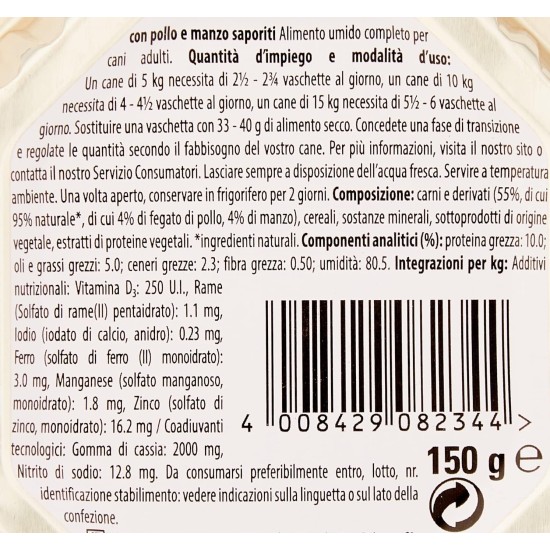 con pollo e manzo saporiti Alimento umido completo per
cani adulti. Quantità d'impiego e modalità d'uso:
Un cane di 5 kg necessita di 2½ - 2¾ vaschette al giorno, un cane di 10 kg
necessita di 4 - 4½ vaschette al giorno, un cane di 15 kg necessita di 5½ - 6 vaschette al
giorno. Sostituire una vaschetta con 33 - 40 g di alimento secco. Concedete una fase di transizione
e regolate le quantità secondo il fabbisogno del vostro cane. Per più informazioni, visita il nostro sito o
contatta il nostro Servizio Consumatori. Lasciare sempre a disposizione dell'acqua fresca. Servire a temperatura
ambiente. Una volta aperto, conservare in frigorifero per 2 giorni. Composizione: carni e derivati (55%, di cui
95% naturale*, di cui 4% di fegato di pollo, 4% di manzo), cereali, sostanze minerali, sottoprodotti di origine
vegetale, estratti di proteine vegetali. *ingredienti naturali. Componenti analitici (%): proteina grezza: 10.0;
oli e grassi grezzi: 5.0; ceneri grezze: 2.3; fibra grezza: 0.50; umidità: 80.5. Integrazioni per kg: Additivi
nutrizionali: Vitamina D₃: 250 U.I., Rame
(Solfato di rame(II) pentaidrato): 1.1 mg,
Iodio (iodato di calcio, anidro): 0.23 mg,
Ferro (solfato di ferro (II) monoidrato):
3.0 mg, Manganese (solfato manganoso,
monoidrato): 1.8 mg, Zinco (solfato di
zinco, monoidrato): 16.2 mg / Coadiuvanti
tecnologici: Gomma di cassia: 2000 mg,
Nitrito di sodio: 12.8 mg. Da consumarsi preferibilmente entro, lotto, nr.
identificazione stabilimento: vedere indicazioni sulla linguetta o sul lato della
confezione.
4 008429 082344 >
150 g e